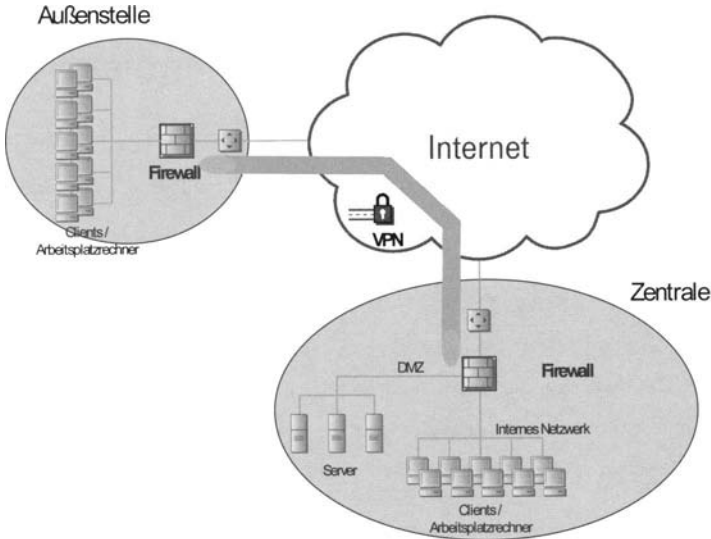 Außenstelle
Internet
Firewall
VPN
Clients /
Arbeitsplatzrechner
Zentrale
DMZ
Firewall
Internes Netzwerk
Server
Clients /
Arbeitsplatzrechner